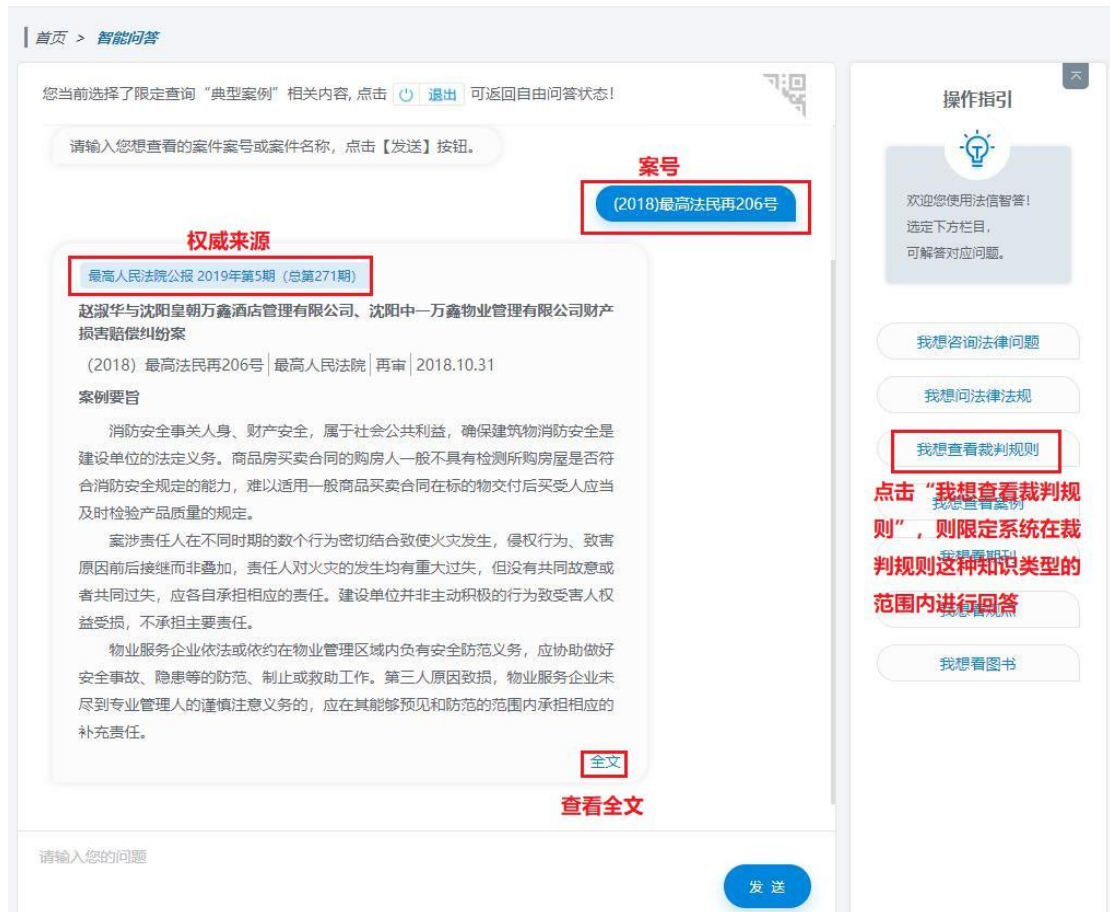 首页 > 智能问答
您当前选择了限定查询“典型案例”相关内容,点击 退出 可返回自由问答状态!
请输入您想查看的案件案号或案件名称，点击【发送】按钮。
案号
(2018)最高法民再206号
权威来源
最高人民法院公报 2019年第5期（总第271期）
赵淑华与沈阳皇朝万鑫酒店管理有限公司、沈阳中一万鑫物业管理有限公司财产
损害赔偿纠纷案
（2018）最高法民再206号│最高人民法院│再审│2018.10.31
案例要旨
消防安全事关人身、财产安全，属于社会公共利益，确保建筑物消防安全是
建设单位的法定义务。商品房买卖合同的购房人一般不具有检测所购房屋是否符
合消防安全规定的能力，难以适用一般商品买卖合同在标的物交付后买受人应当
及时检验产品质量的规定。
案涉责任人在不同时期的数个行为密切结合致使火灾发生，侵权行为、致害
原因前后接继而非叠加，责任人对火灾的发生均有重大过失，但没有共同故意或
者共同过失，应各自承担相应的责任。建设单位并非主动积极的行为致受害人权
益受损，不承担主要责任。
物业服务企业依法或依约在物业管理区域内负有安全防范义务，应协助做好
安全事故、隐患等的防范、制止或救助工作。第三人原因致损，物业服务企业未
尽到专业管理人的谨慎注意义务的，应在其能够预见和防范的范围内承担相应的
补充责任。
全文
查看全文
请输入您的问题
发 送
操作指引
欢迎您使用法信智答!
选定下方栏目，
可解答对应问题。
我想咨询法律问题
我想问法律法规
我想查看裁判规则
点击“我想查看裁判规
我想查看案例
则”，则限定系统在裁
我想看期刊
判规则这种知识类型的
范围内进行回答
我想看观点
我想看图书